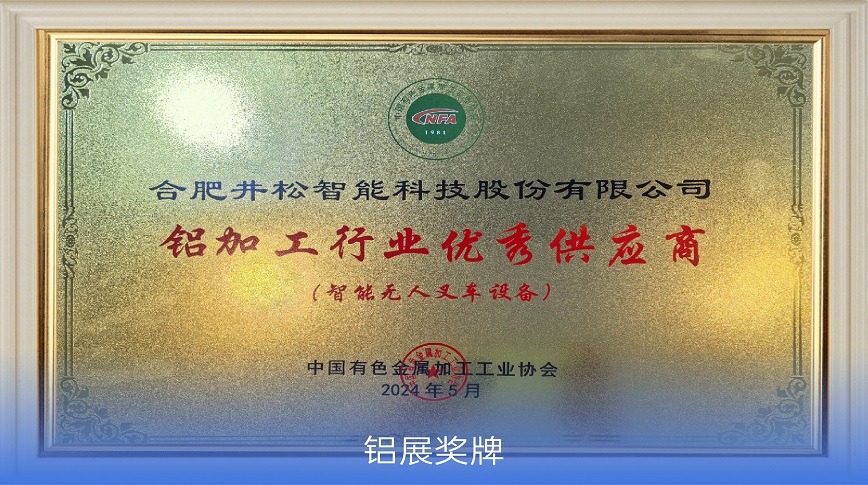 CNFA
1981
合肥井松智能科技股份有限公司
铝加工行业优秀供应商
（智能无人叉车设备）
中国有色金属加工工业协会
2024年5月
铝展奖牌